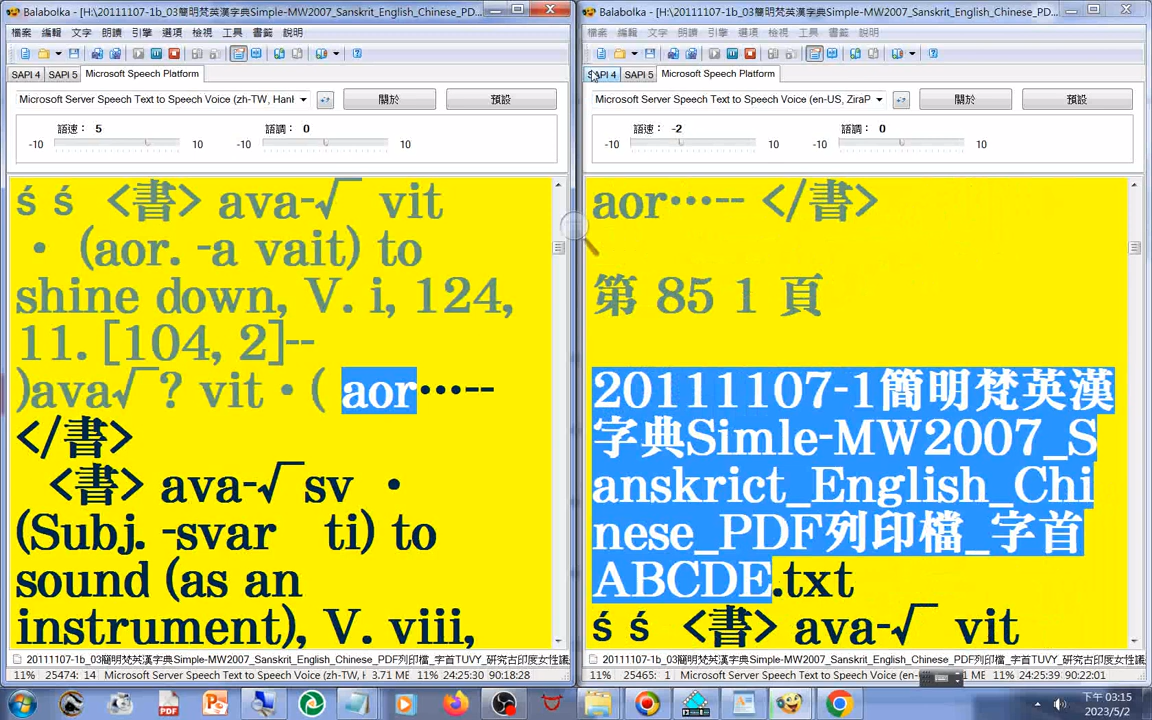 Balabolka - [H:\20111107-1b_03簡明梵英漢字典Simple-MW2007_Sanskrit_English_Chinese_PD...
檔案 編輯 文字 朗讀 引擎 選項 檢視 工具 書籤 說明
SAPI 4 SAPI 5 Microsoft Speech Platform
Microsoft Server Speech Text to Speech Voice (zh-TW, HanH
關於 預設
語速： 5 語調： 0
-10 10 -10 10
ś ś <書> ava-√ vit
• (aor. -a vait) to
shine down, V. i, 124,
11. [104, 2]--
)ava√? vit•( aor…--
</書>
<書> ava-√sv •
(Subj. -svar ti) to
sound (as an
instrument), V. viii,
20111107-1b_03簡明梵英漢字典Simple-MW2007_Sanskrit_English_Chinese_PDF列印檔_字首TUVY_研究古印度女性議
11% 25474: 14 Microsoft Server Speech Text to Speech Voice (zh-TW, H 3.71 ME 11% 24:25:30 90:18:28
Balabolka - [H:\20111107-1b_03簡明梵英漢字典Simple-MW2007_Sanskrit_English_Chinese_PDF...
檔案 編輯 文字 朗讀 引擎 選項 檢視 工具 書籤 說明
SAPI 4 SAPI 5 Microsoft Speech Platform
Microsoft Server Speech Text to Speech Voice (en-US, ZiraP
關於 預設
語速： -2 語調： 0
-10 10 -10 10
aor…-- </書>
第 85 1 頁
20111107-1簡明梵英漢
字典Simle-MW2007_S
anskrict_English_Chi
nese_PDF列印檔_字首
ABCDE.txt
ś ś <書> ava-√ vit
20111107-1b_03簡明梵英漢字典Simple-MW2007_Sanskrit_English_Chinese_PDF列印檔_字首TUVY_研究古印度女性議
11% 25465: 1 Microsoft Server Speech Text to Speech Voice (en-U ME 11% 24:25:39 90:22:01
下午 03:15
2023/5/2